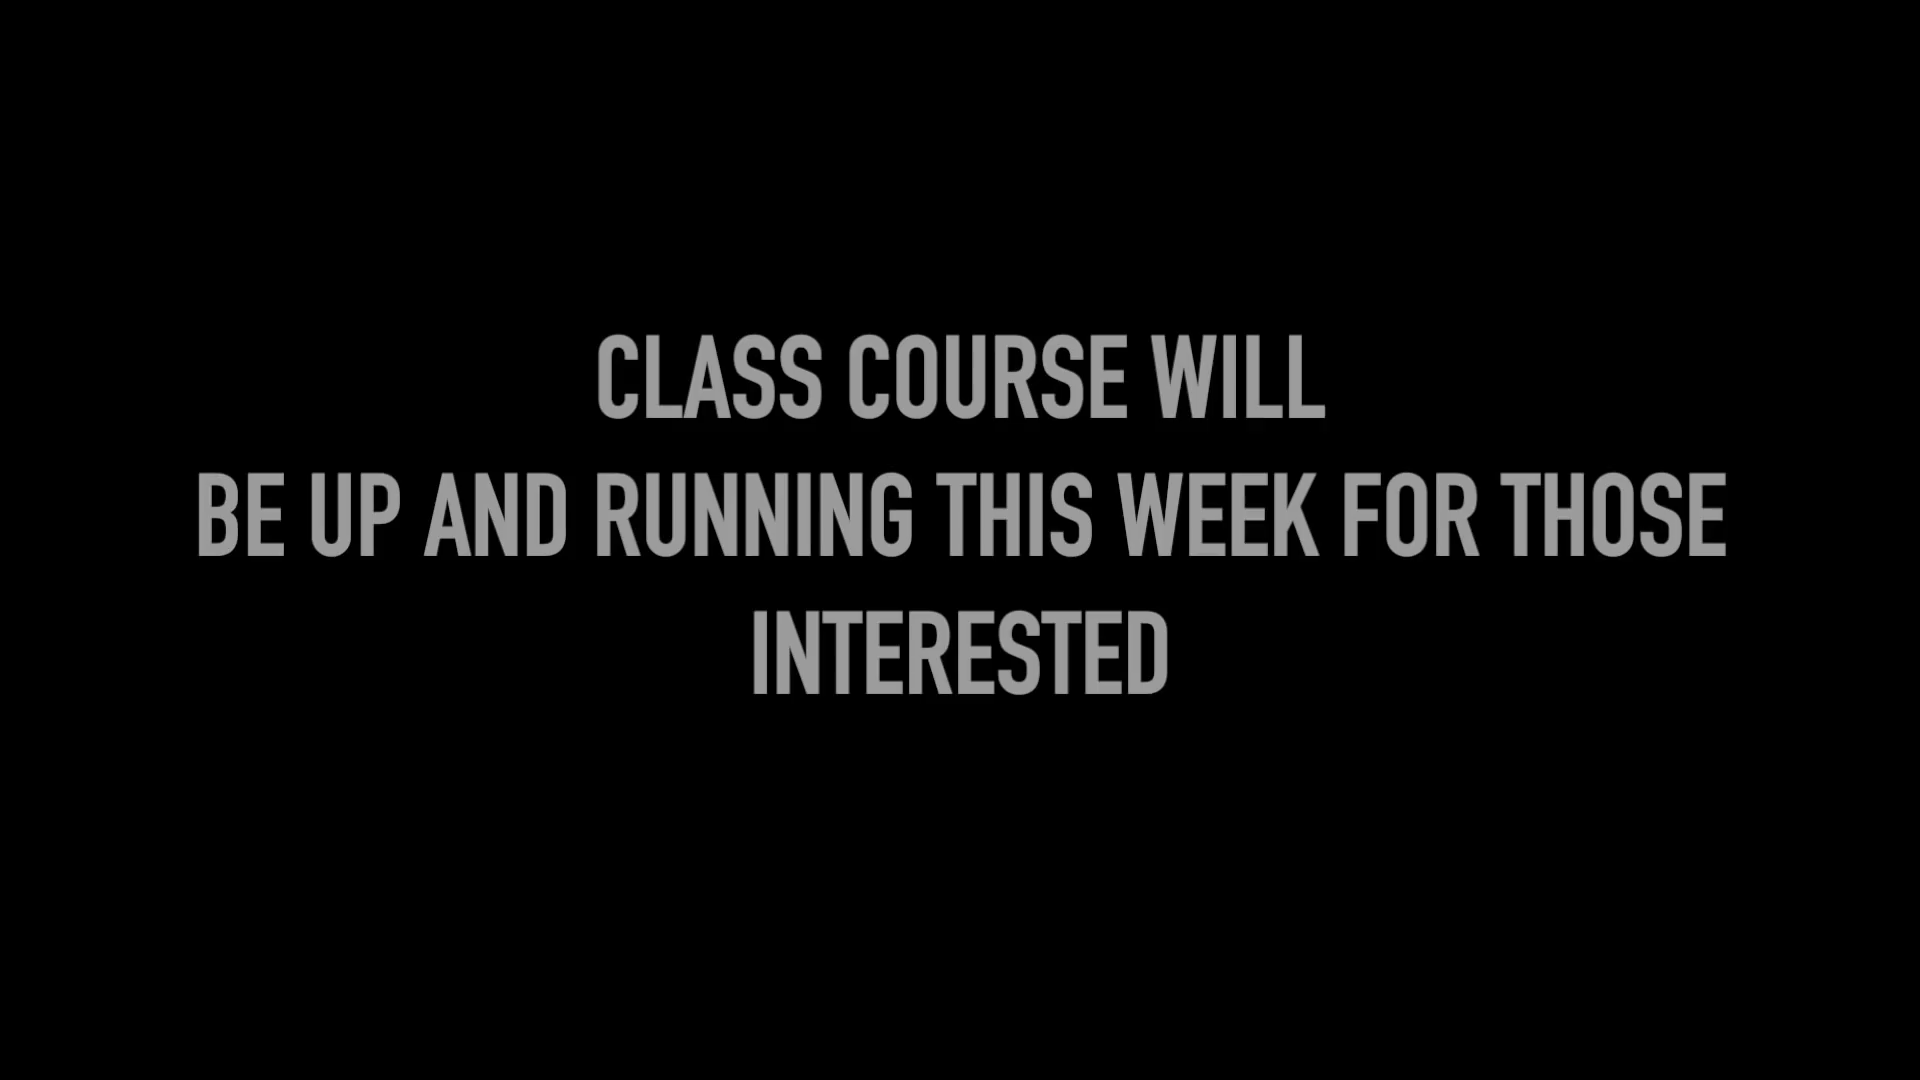 CLASS COURSE WILL
BE UP AND RUNNING THIS WEEK FOR THOSE
INTERESTED